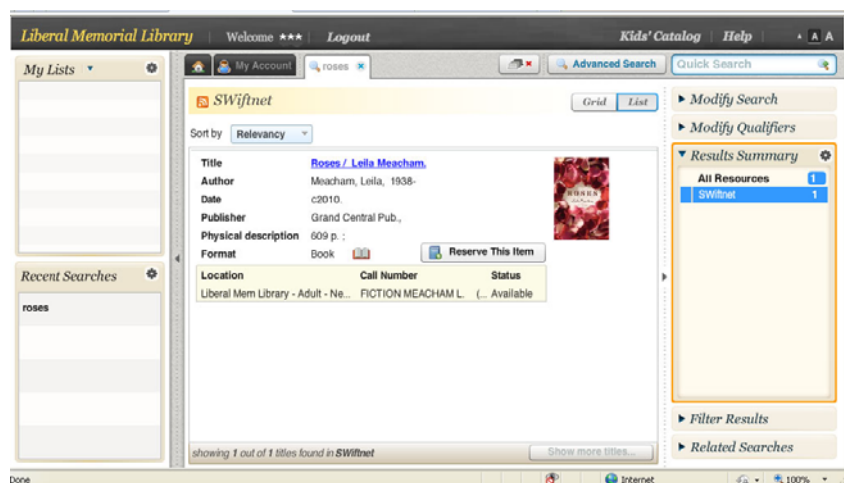 Liberal Memorial Library Welcome *** Logout Kids' Catalog Help A A A
My Lists
My Account roses Advanced Search Quick Search
SWiftnet Grid List
Sort by Relevancy
Title Roses / Leila Meacham.
Author Meacham, Leila, 1938-
Date c2010.
Publisher Grand Central Pub.,
Physical description 609 p. ;
Format Book Reserve This Item
Location Call Number Status
Liberal Mem Library - Adult - Ne... FICTION MEACHAM L. (... Available
ROSES
showing 1 out of 1 titles found in SWiftnet Show more titles...
Recent Searches
roses
Modify Search
Modify Qualifiers
Results Summary
All Resources 1
SWiftnet 1
Filter Results
Related Searches
Done Internet 100%